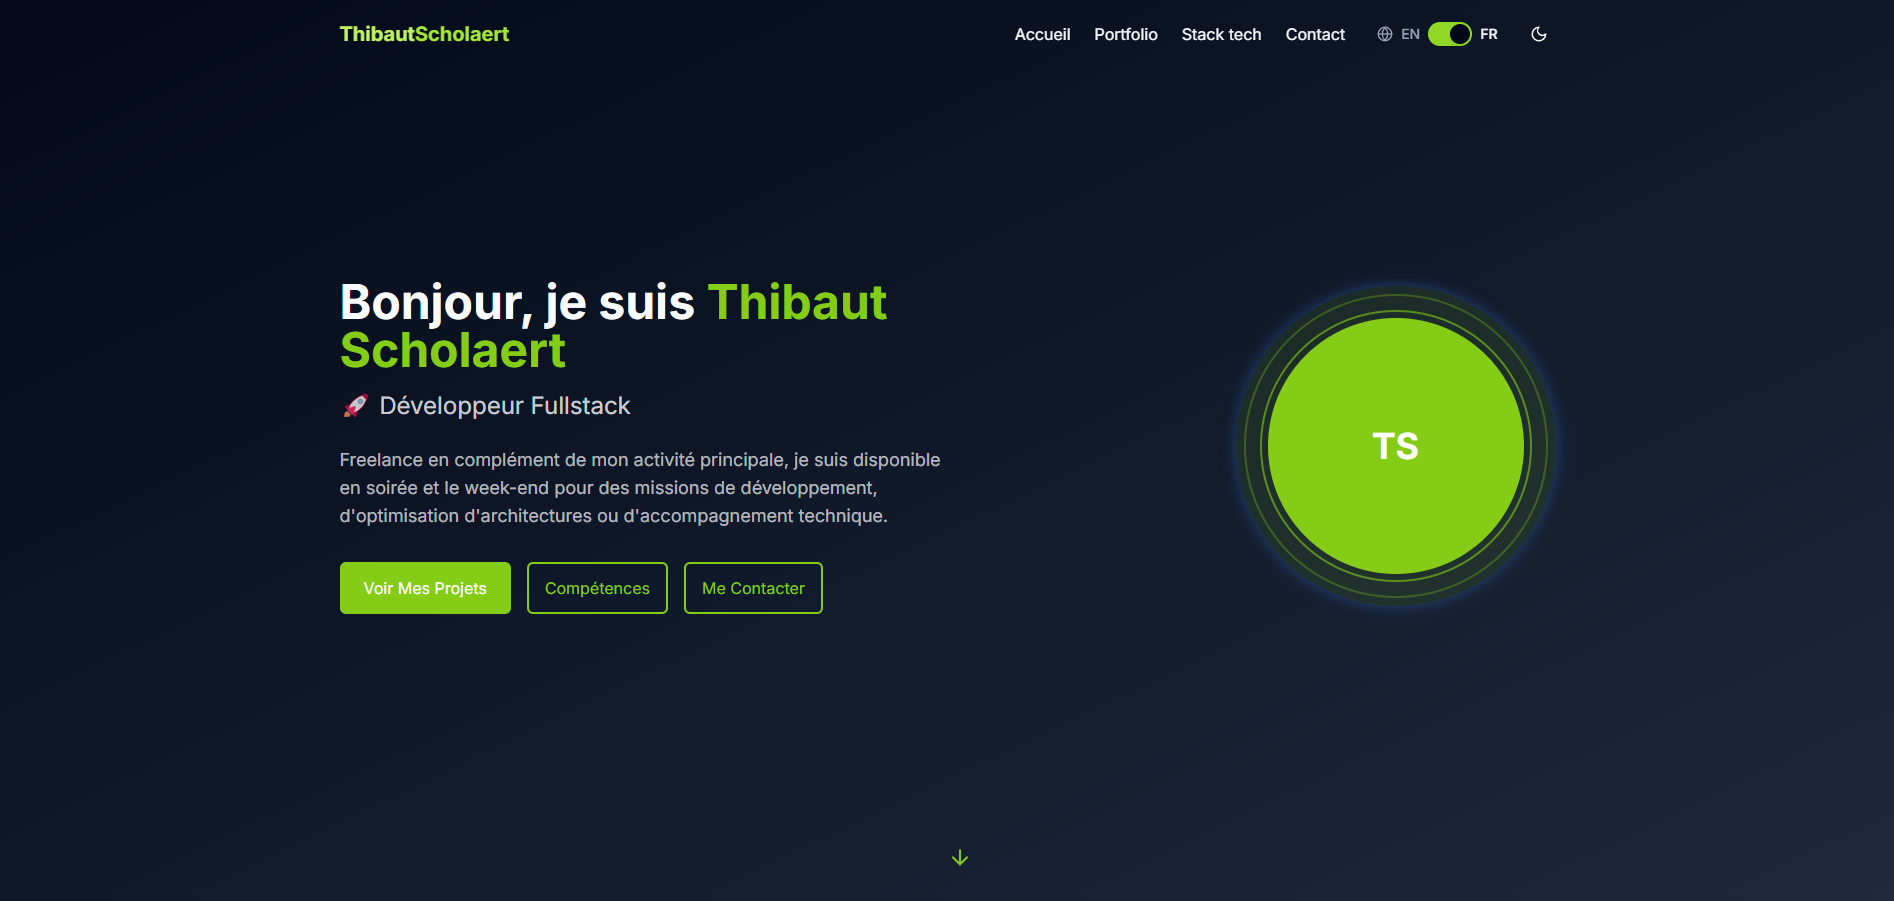 ThibautScholaert
Accueil Portfolio Stack tech Contact EN FR
Bonjour, je suis Thibaut
Scholaert
🚀 Développeur Fullstack
Freelance en complément de mon activité principale, je suis disponible
en soirée et le week-end pour des missions de développement,
d'optimisation d'architectures ou d'accompagnement technique.
Voir Mes Projets
Compétences
Me Contacter
TS